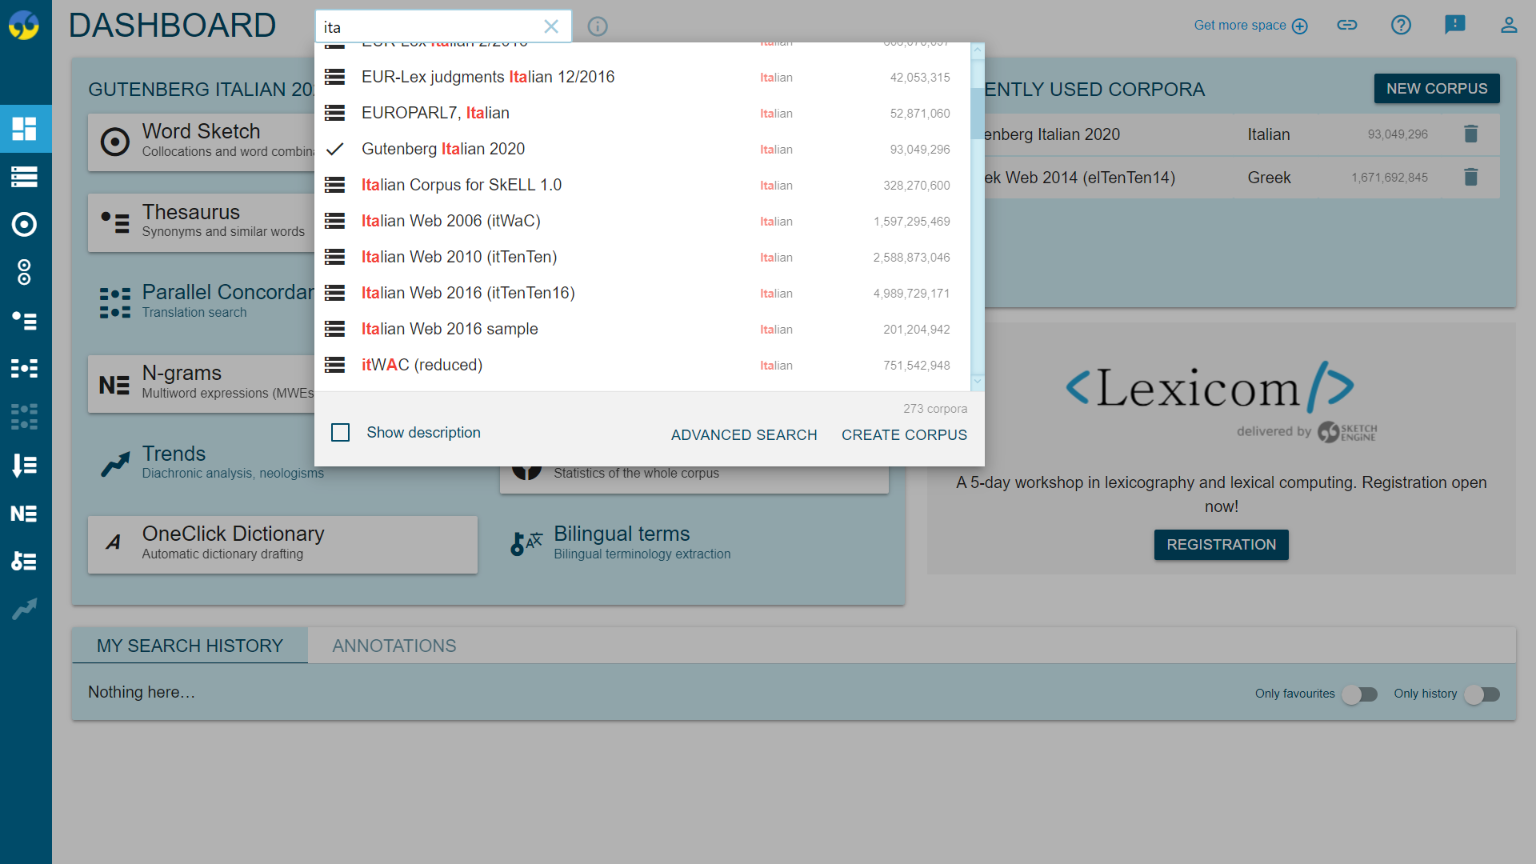 DASHBOARD
ita
Get more space
EUR-Lex judgments Italian 12/2016 Italian 42,053,315
EUROPARL7, Italian Italian 52,871,060
Gutenberg Italian 2020 Italian 93,049,296
Italian Corpus for SkELL 1.0 Italian 328,270,600
Italian Web 2006 (itWaC) Italian 1,597,295,469
Italian Web 2010 (itTenTen) Italian 2,588,873,046
Italian Web 2016 (itTenTen16) Italian 4,989,729,171
Italian Web 2016 sample Italian 201,204,942
itWAC (reduced) Italian 751,542,948
273 corpora
Show description
ADVANCED SEARCH
CREATE CORPUS
GUTENBERG ITALIAN 20
Word Sketch
Collocations and word combin
Thesaurus
Synonyms and similar words
Parallel Concordan
Translation search
N-grams
Multiword expressions (MWEs
Trends
Diachronic analysis, neologisms
Statistics of the whole corpus
OneClick Dictionary
Automatic dictionary drafting
Bilingual terms
Bilingual terminology extraction
ENTLY USED CORPORA
NEW CORPUS
enberg Italian 2020 Italian 93,049,296
ek Web 2014 (elTenTen14) Greek 1,671,692,845
<Lexicom/>
delivered by SKETCH ENGINE
A 5-day workshop in lexicography and lexical computing. Registration open
now!
REGISTRATION
MY SEARCH HISTORY
ANNOTATIONS
Nothing here…
Only favourites
Only history